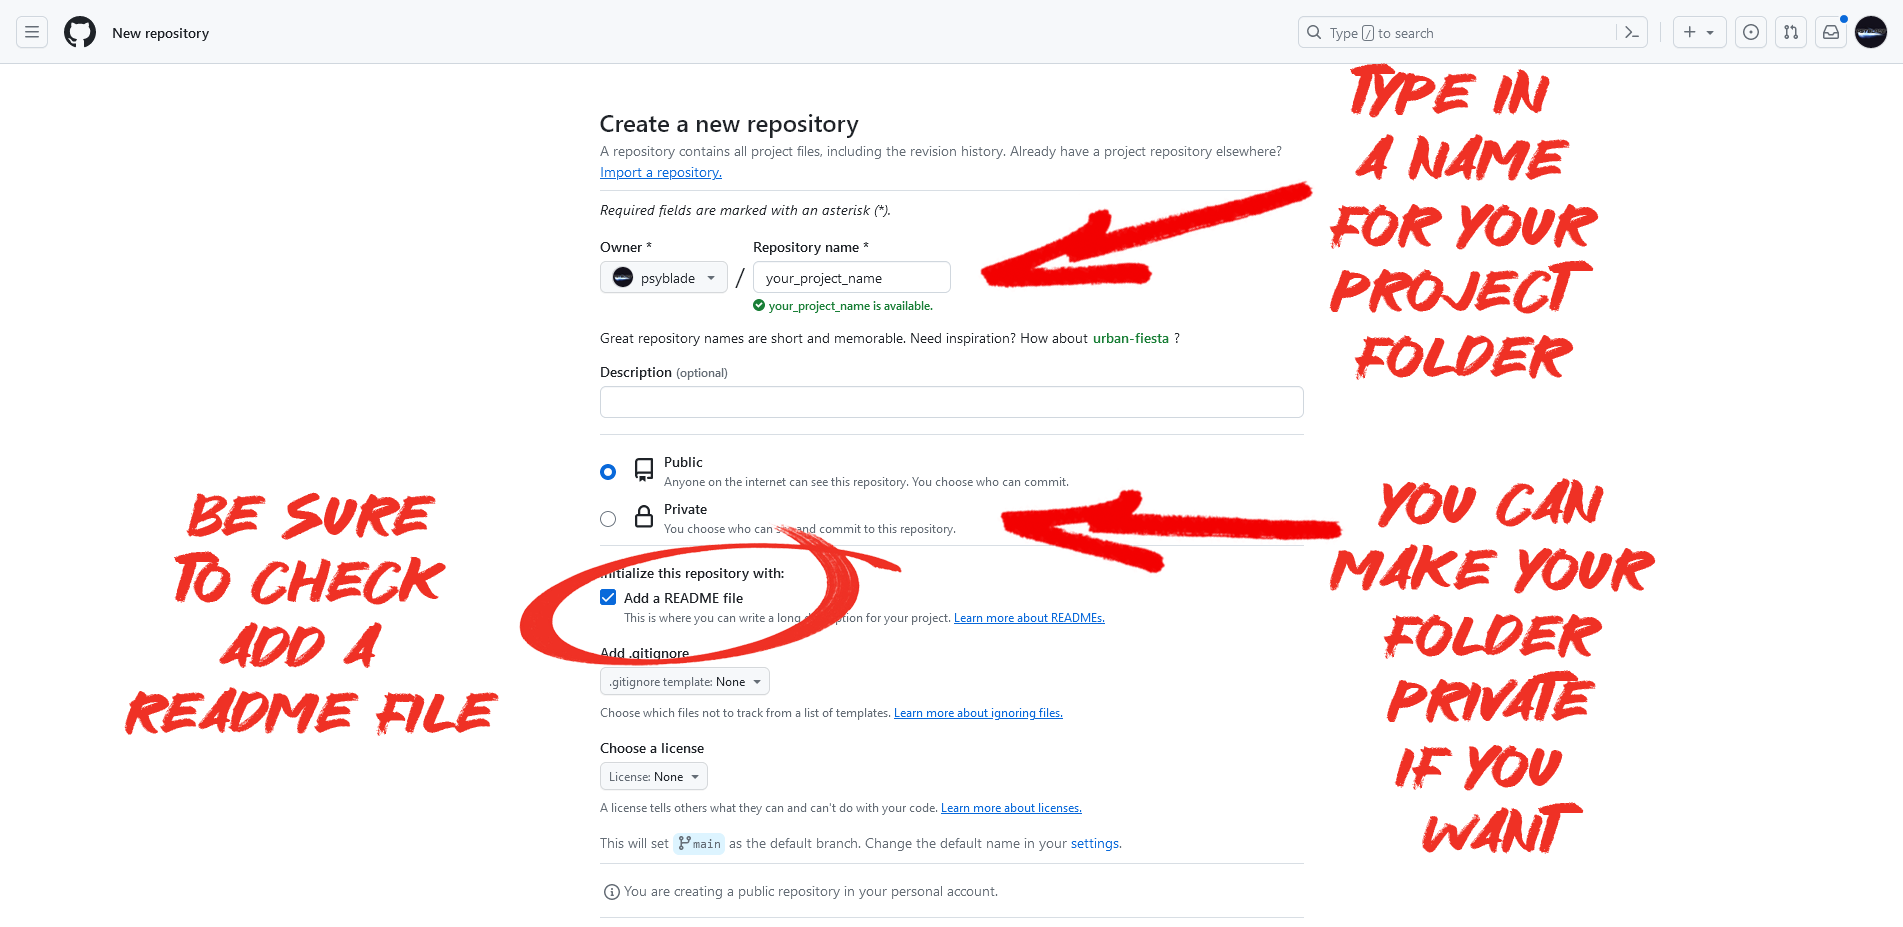 New repository
Type / to search
Create a new repository
A repository contains all project files, including the revision history. Already have a project repository elsewhere?
Import a repository.
Required fields are marked with an asterisk (*).
Owner *
Repository name *
psyblade
/
your_project_name
your_project_name is available.
Great repository names are short and memorable. Need inspiration? How about urban-fiesta ?
Description (optional)
Public
Anyone on the internet can see this repository. You choose who can commit.
Private
You choose who can see and commit to this repository.
Initialize this repository with:
Add a README file
This is where you can write a long description for your project. Learn more about READMEs.
Add .gitignore
.gitignore template: None
Choose which files not to track from a list of templates. Learn more about ignoring files.
Choose a license
License: None
A license tells others what they can and can't do with your code. Learn more about licenses.
This will set main as the default branch. Change the default name in your settings.
You are creating a public repository in your personal account.
TYPE IN
A NAME
FOR YOUR
PROJECT
FOLDER
YOU CAN
MAKE YOUR
FOLDER
PRIVATE
IF YOU
WANT
BE SURE
TO CHECK
ADD A
README FILE